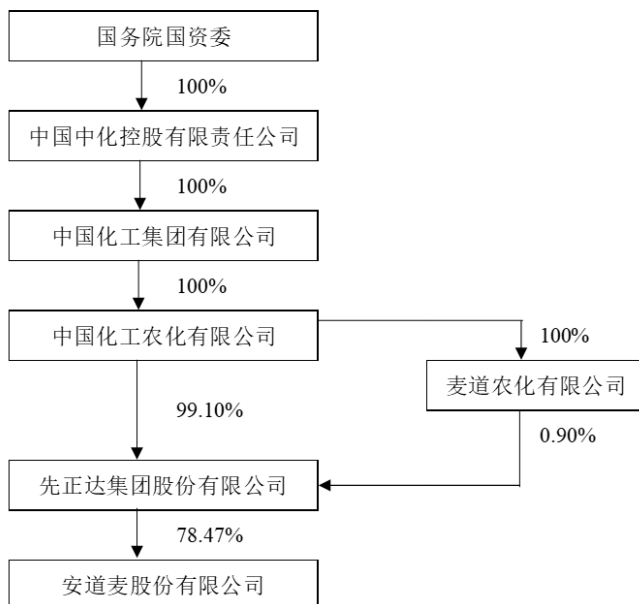 国务院国资委
100%
中国中化控股有限责任公司
100%
中国化工集团有限公司
100%
中国化工农化有限公司
100%
麦道农化有限公司
99.10%
0.90%
先正达集团股份有限公司
78.47%
安道麦股份有限公司